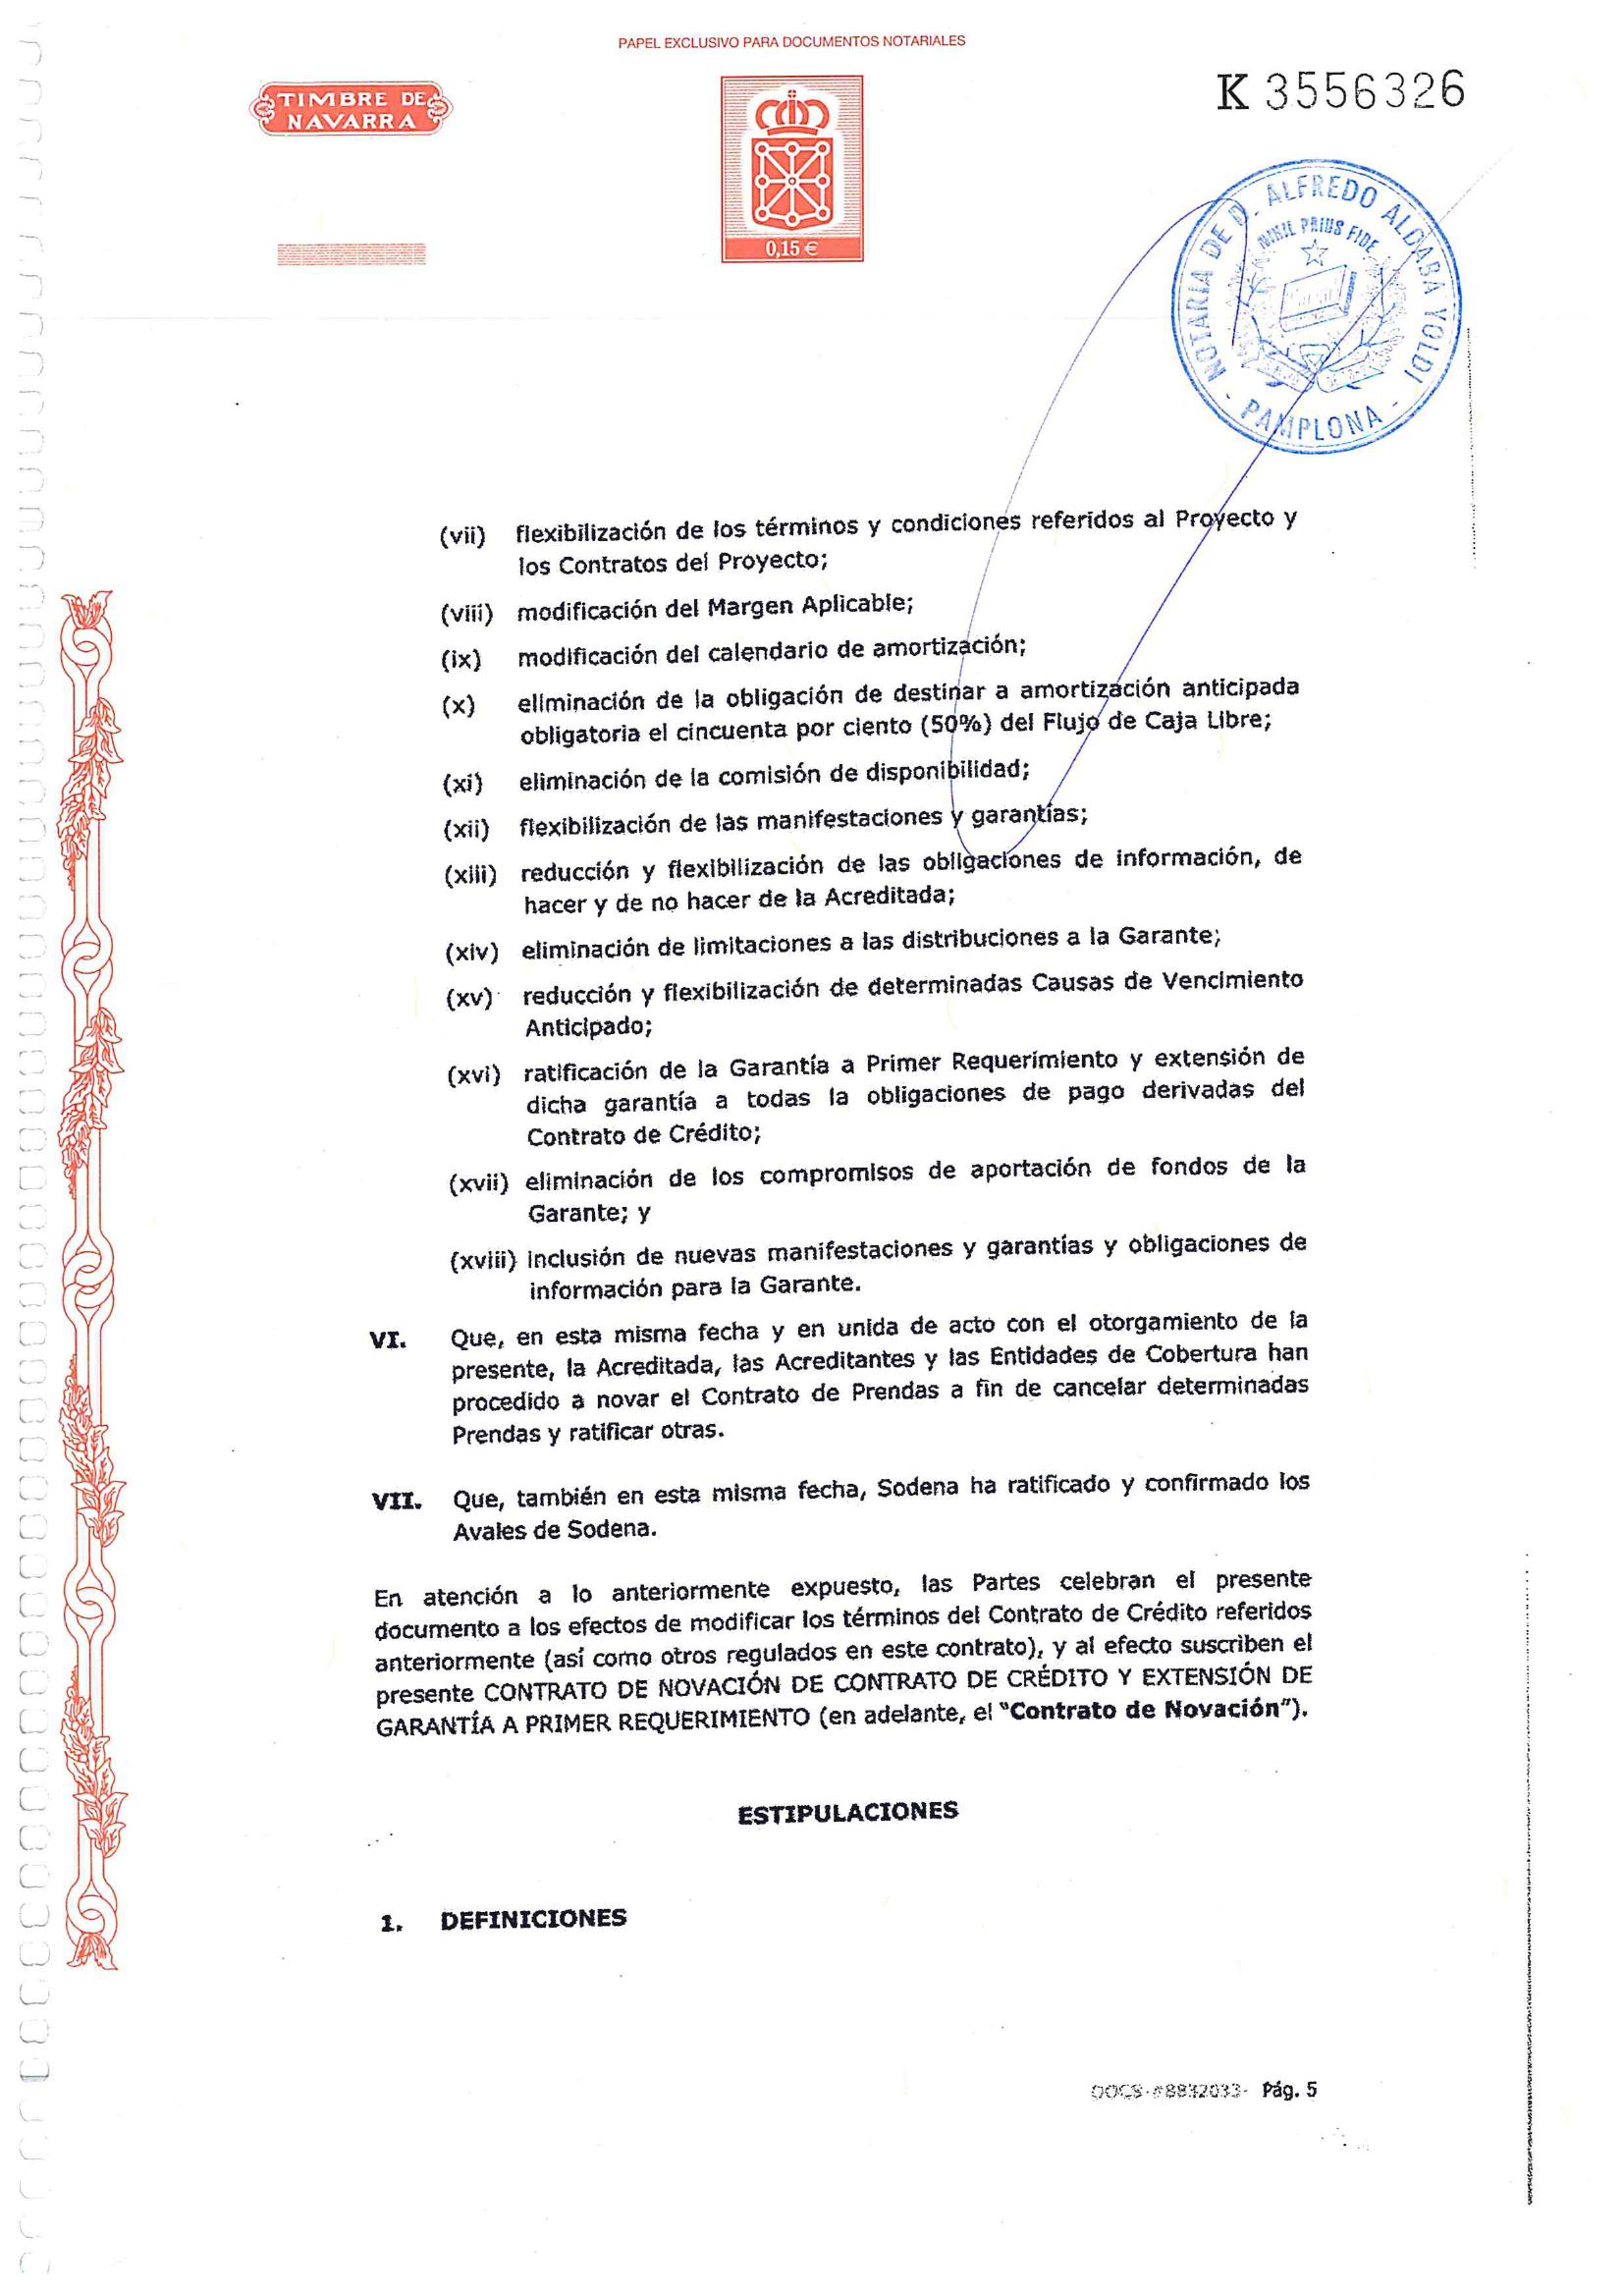 PAPEL EXCLUSIVO PARA DOCUMENTOS NOTARIALES
TIMBRE DE
NAVARRA
0,15 €
K 3556326
NOTARIA DE D. ALFREDO ALDABA YOLDI
NIHIL PRIUS FIDE
- PAMPLONA -
(vii) flexibilización de los términos y condiciones referidos al Proyecto y
los Contratos del Proyecto;
(viii) modificación del Margen Aplicable;
(ix) modificación del calendario de amortización;
(x) eliminación de la obligación de destinar a amortización anticipada
obligatoria el cincuenta por ciento (50%) del Flujo de Caja Libre;
(xi) eliminación de la comisión de disponibilidad;
(xii) flexibilización de las manifestaciones y garantías;
(xiii) reducción y flexibilización de las obligaciones de información, de
hacer y de no hacer de la Acreditada;
(xiv) eliminación de limitaciones a las distribuciones a la Garante;
(xv) reducción y flexibilización de determinadas Causas de Vencimiento
Anticipado;
(xvi) ratificación de la Garantía a Primer Requerimiento y extensión de
dicha garantía a todas la obligaciones de pago derivadas del
Contrato de Crédito;
(xvii) eliminación de los compromisos de aportación de fondos de la
Garante; y
(xviii) inclusión de nuevas manifestaciones y garantías y obligaciones de
información para la Garante.
VI. Que, en esta misma fecha y en unida de acto con el otorgamiento de la
presente, la Acreditada, las Acreditantes y las Entidades de Cobertura han
procedido a novar el Contrato de Prendas a fin de cancelar determinadas
Prendas y ratificar otras.
VII. Que, también en esta misma fecha, Sodena ha ratificado y confirmado los
Avales de Sodena.
En atención a lo anteriormente expuesto, las Partes celebran el presente
documento a los efectos de modificar los términos del Contrato de Crédito referidos
anteriormente (así como otros regulados en este contrato), y al efecto suscriben el
presente CONTRATO DE NOVACIÓN DE CONTRATO DE CRÉDITO Y EXTENSIÓN DE
GARANTÍA A PRIMER REQUERIMIENTO (en adelante, el "Contrato de Novación").
ESTIPULACIONES
1. DEFINICIONES
DOCS-#8832033- Pág. 5